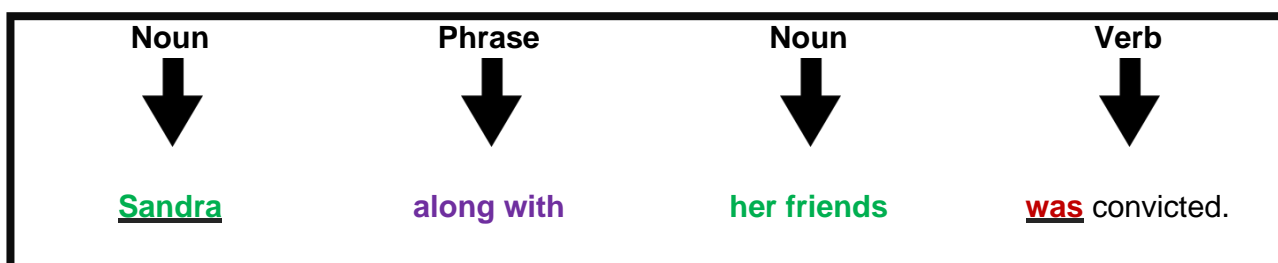 Noun Phrase Noun Verb
Sandra along with her friends was convicted.